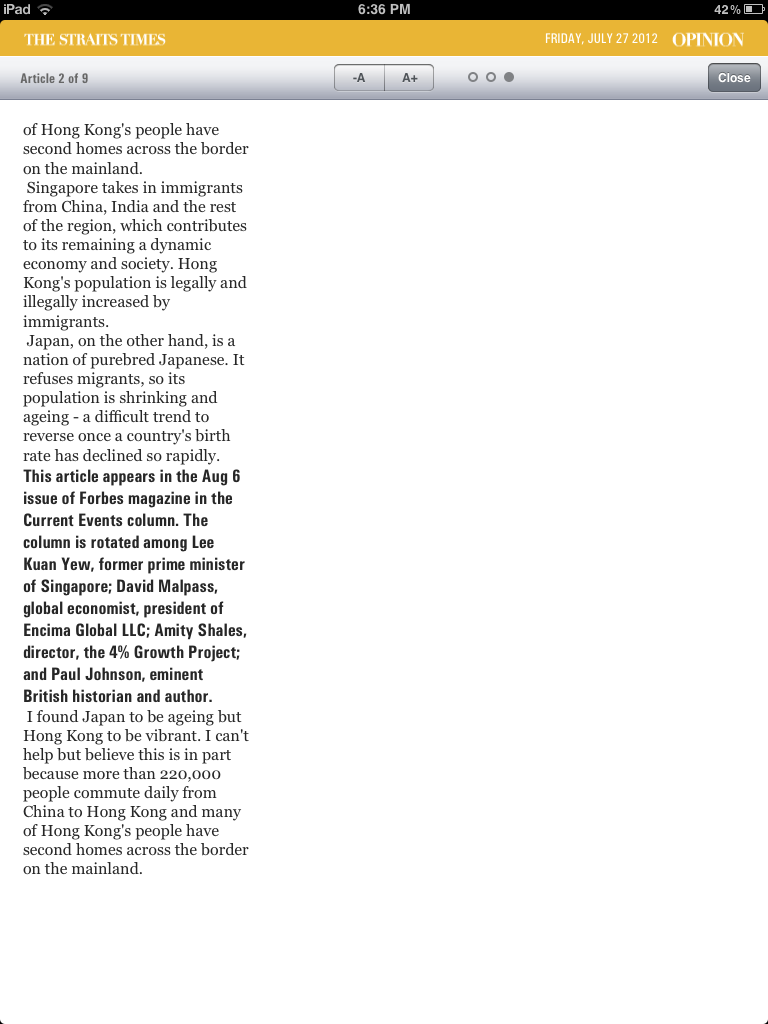 iPad 6:36 PM 42%
THE STRAITS TIMES FRIDAY, JULY 27 2012 OPINION
Article 2 of 9 -A A+ Close
of Hong Kong's people have
second homes across the border
on the mainland.
Singapore takes in immigrants
from China, India and the rest
of the region, which contributes
to its remaining a dynamic
economy and society. Hong
Kong's population is legally and
illegally increased by
immigrants.
Japan, on the other hand, is a
nation of purebred Japanese. It
refuses migrants, so its
population is shrinking and
ageing - a difficult trend to
reverse once a country's birth
rate has declined so rapidly.
This article appears in the Aug 6
issue of Forbes magazine in the
Current Events column. The
column is rotated among Lee
Kuan Yew, former prime minister
of Singapore; David Malpass,
global economist, president of
Encima Global LLC; Amity Shales,
director, the 4% Growth Project;
and Paul Johnson, eminent
British historian and author.
I found Japan to be ageing but
Hong Kong to be vibrant. I can't
help but believe this is in part
because more than 220,000
people commute daily from
China to Hong Kong and many
of Hong Kong's people have
second homes across the border
on the mainland.